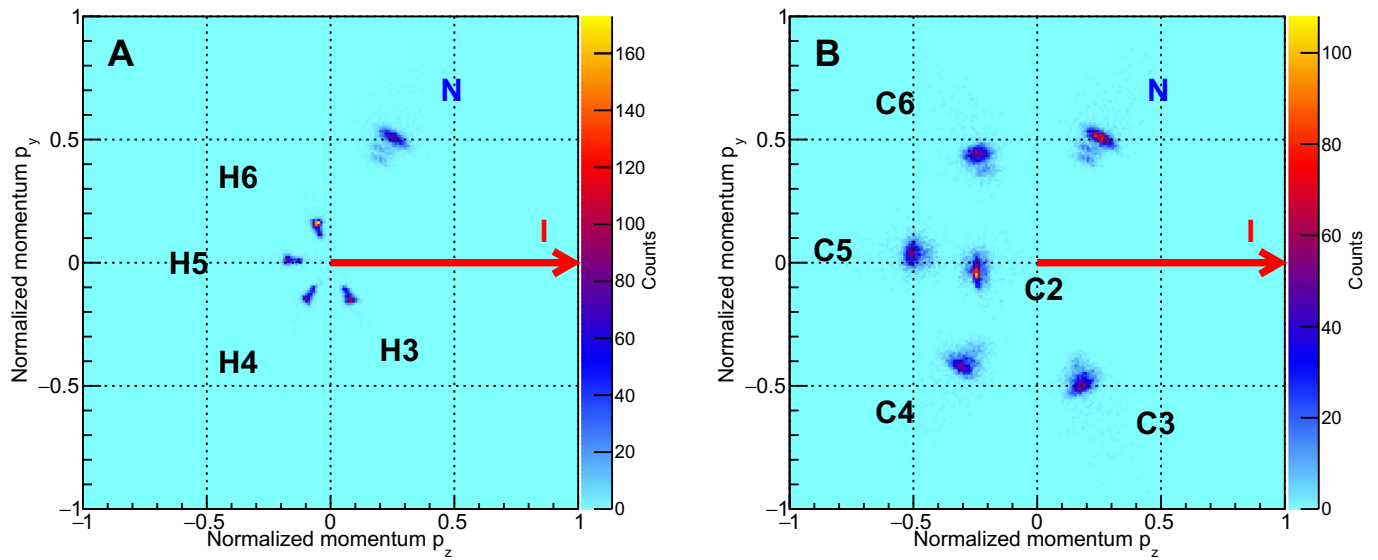 A
N
H6
I
H5
H4
H3
1
0.5
0
−0.5
−1
−1
−0.5
0
0.5
1
Normalized momentum p_y
Normalized momentum p_z
160
140
120
100
80
60
40
20
0
Counts
B
C6
N
I
C5
C2
C4
C3
1
0.5
0
−0.5
−1
−1
−0.5
0
0.5
1
Normalized momentum p_y
Normalized momentum p_z
100
80
60
40
20
0
Counts